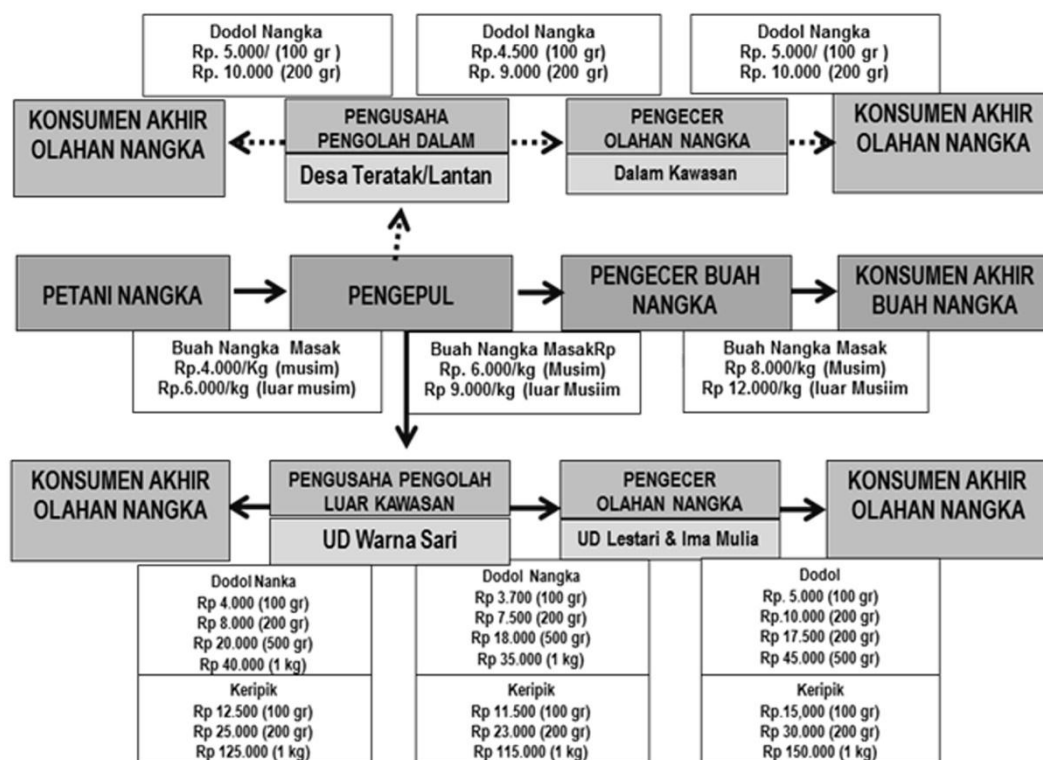 Dodol Nangka
Rp. 5.000/ (100 gr )
Rp. 10.000 (200 gr)
Dodol Nangka
Rp.4.500 (100 gr)
Rp. 9.000 (200 gr)
Dodol Nangka
Rp. 5.000/ (100 gr )
Rp. 10.000 (200 gr)
KONSUMEN AKHIR
OLAHAN NANGKA
PENGUSAHA
PENGOLAH DALAM
Desa Teratak/Lantan
PENGECER
OLAHAN NANGKA
Dalam Kawasan
KONSUMEN AKHIR
OLAHAN NANGKA
PETANI NANGKA
PENGEPUL
PENGECER BUAH
NANGKA
KONSUMEN AKHIR
BUAH NANGKA
Buah Nangka Masak
Rp.4.000/Kg (musim)
Rp.6.000/kg (luar musim)
Buah Nangka MasakRp
Rp. 6.000/kg (Musim)
Rp 9.000/kg (luar Musiim
Buah Nangka Masak
Rp 8.000/kg (Musim)
Rp 12.000/kg (luar Musiim
KONSUMEN AKHIR
OLAHAN NANGKA
PENGUSAHA PENGOLAH
LUAR KAWASAN
UD Warna Sari
PENGECER
OLAHAN NANGKA
UD Lestari & Ima Mulia
KONSUMEN AKHIR
OLAHAN NANGKA
Dodol Nanka
Rp 4.000 (100 gr)
Rp 8.000 (200 gr)
Rp 20.000 (500 gr)
Rp 40.000 (1 kg)
Keripik
Rp 12.500 (100 gr)
Rp 25.000 (200 gr)
Rp 125.000 (1 kg)
Dodol Nangka
Rp 3.700 (100 gr)
Rp 7.500 (200 gr)
Rp 18.000 (500 gr)
Rp 35.000 (1 kg)
Keripik
Rp 11.500 (100 gr)
Rp 23.000 (200 gr)
Rp 115.000 (1 kg)
Dodol
Rp. 5.000 (100 gr)
Rp.10.000 (200 gr)
Rp 17.500 (200 gr)
Rp 45.000 (500 gr)
Keripik
Rp.15,000 (100 gr)
Rp 30.000 (200 gr)
Rp 150.000 (1 kg)